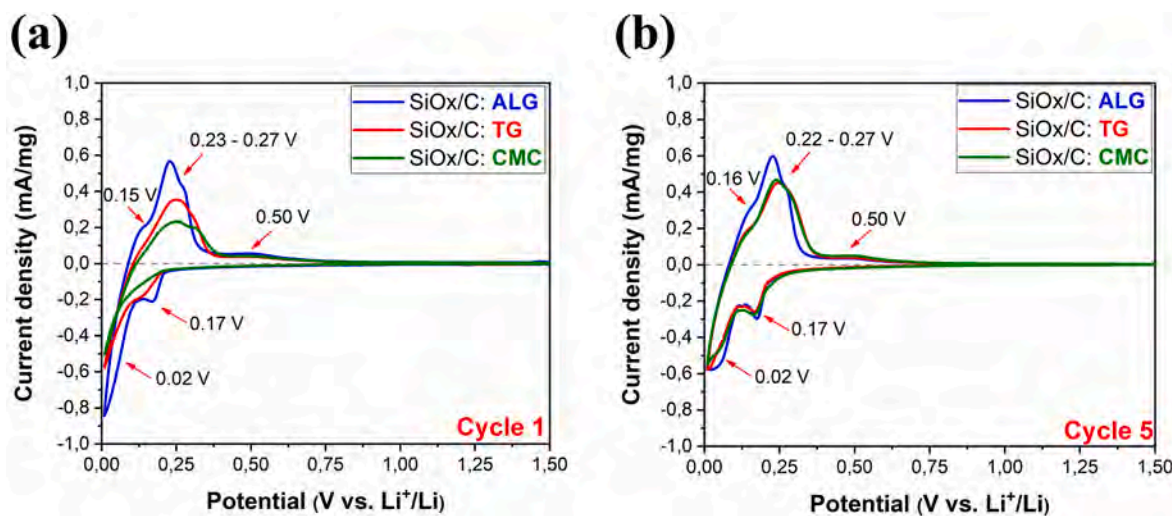 (a)
Current density (mA/mg)
1,0
0,8
0,6
0,4
0,2
0,0
-0,2
-0,4
-0,6
-0,8
-1,0
SiOx/C: ALG
SiOx/C: TG
SiOx/C: CMC
0.23 - 0.27 V
0.15 V
0.50 V
0.17 V
0.02 V
Cycle 1
0,00 0,25 0,50 0,75 1,00 1,25 1,50
Potential (V vs. Li⁺/Li)
(b)
Current density (mA/mg)
1,0
0,8
0,6
0,4
0,2
0,0
-0,2
-0,4
-0,6
-0,8
-1,0
SiOx/C: ALG
SiOx/C: TG
SiOx/C: CMC
0.22 - 0.27 V
0.16 V
0.50 V
0.17 V
0.02 V
Cycle 5
0,00 0,25 0,50 0,75 1,00 1,25 1,50
Potential (V vs. Li⁺/Li)